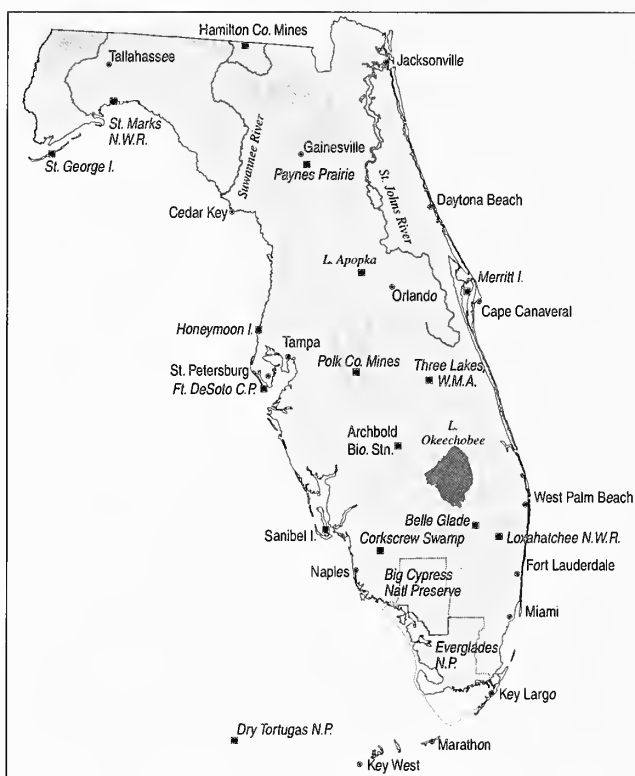 Hamilton Co. Mines
Tallahassee
Jacksonville
St. Marks
N.W.R.
St. George I.
Suwannee River
Gainesville
Paynes Prairie
St. Johns River
Cedar Key
Daytona Beach
L. Apopka
Orlando
Merritt I.
Cape Canaveral
Honeymoon I.
Tampa
St. Petersburg
Ft. DeSoto C.P.
Polk Co. Mines
Three Lakes,
W.M.A.
Archbold
Bio. Stn.
L.
Okeechobee
West Palm Beach
Belle Glade
Sanibel I.
Corkscrew Swamp
Loxahatchee N.W.R.
Naples
Big Cypress
Natl Preserve
Fort Lauderdale
Miami
Everglades
N.P.
Key Largo
Dry Tortugas N.P.
Marathon
Key West